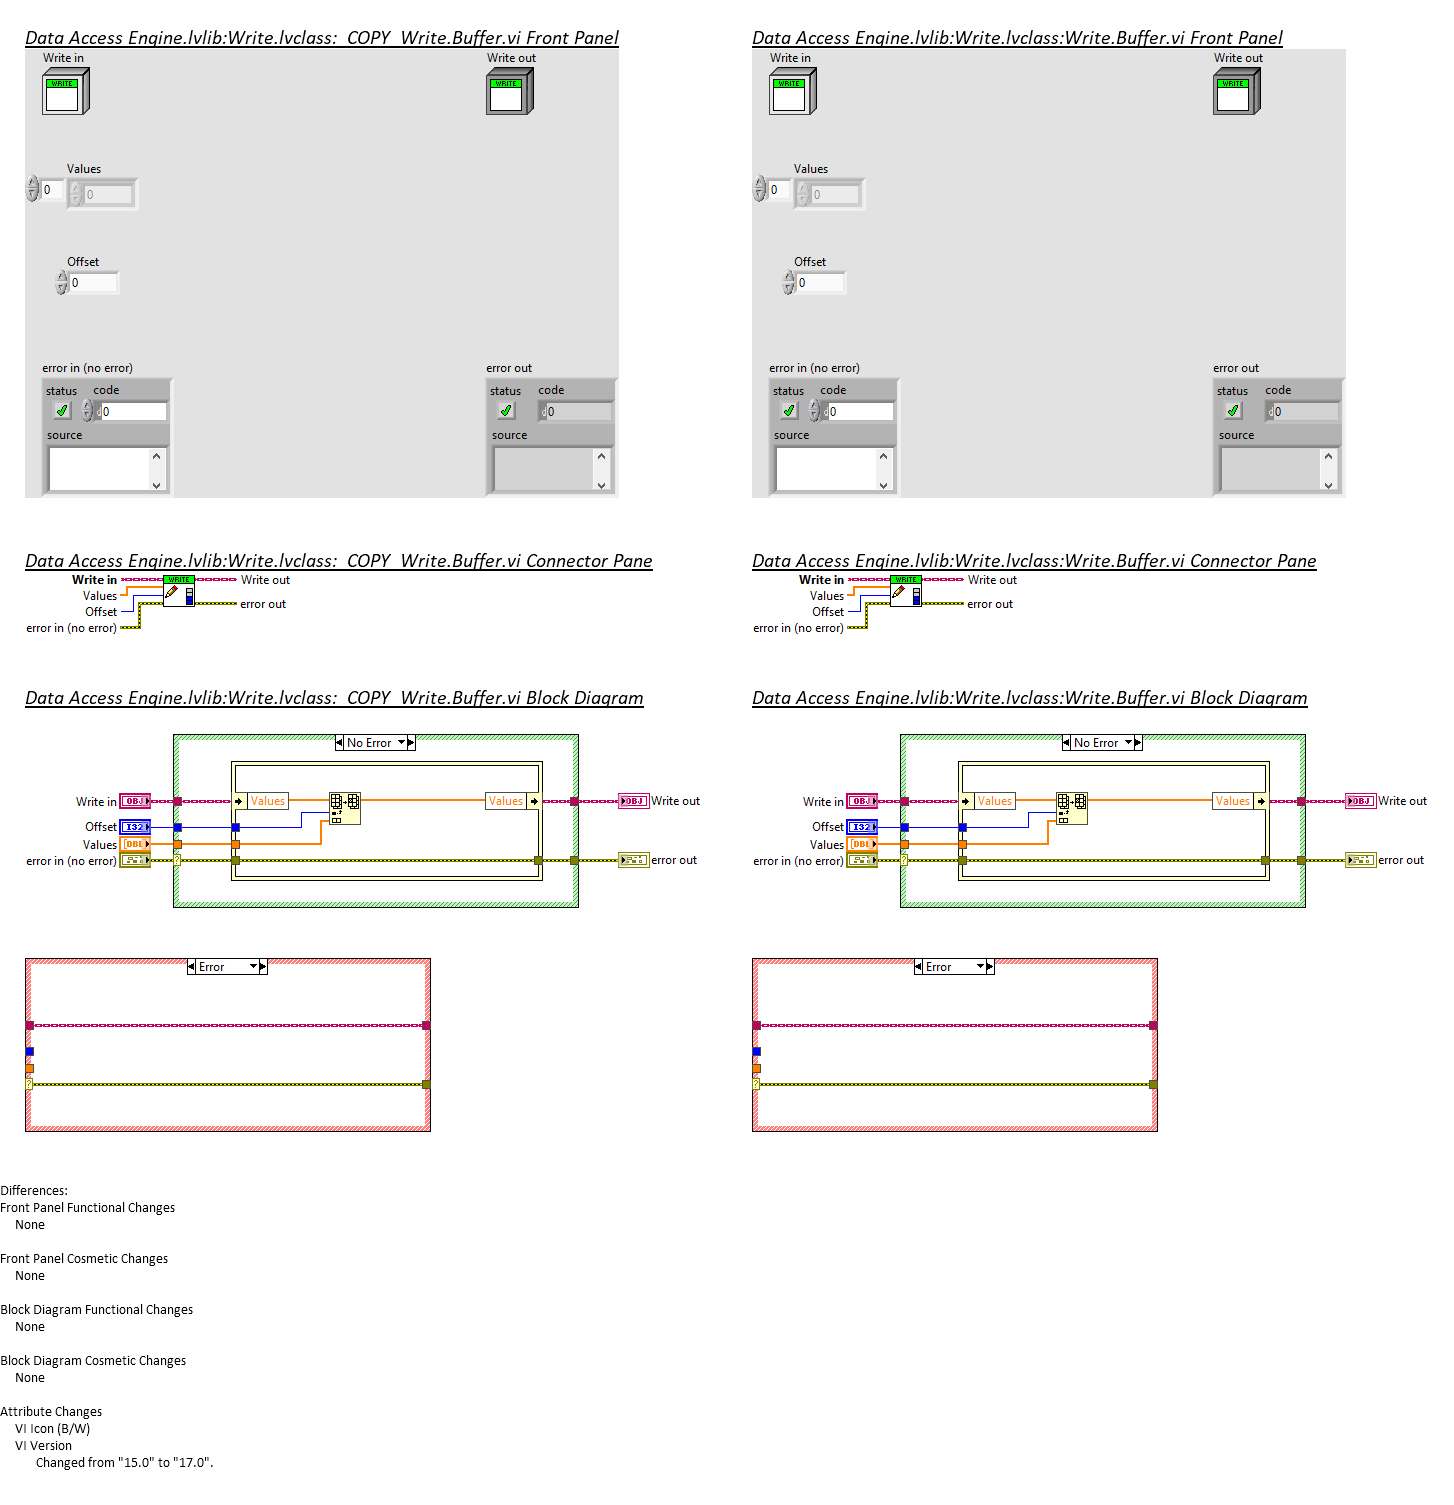 Data Access Engine.lvlib:Write.lvclass:  COPY  Write.Buffer.vi Front Panel
Write in
WRITE
Write out
WRITE
Values
0
0
Offset
0
error in (no error)
status
code
d0
source
error out
status
code
d0
source
Data Access Engine.lvlib:Write.lvclass:Write.Buffer.vi Front Panel
Write in
WRITE
Write out
WRITE
Values
0
0
Offset
0
error in (no error)
status
code
d0
source
error out
status
code
d0
source
Data Access Engine.lvlib:Write.lvclass:  COPY  Write.Buffer.vi Connector Pane
Write in
WRITE
Write out
Values
Offset
error out
error in (no error)
Data Access Engine.lvlib:Write.lvclass:Write.Buffer.vi Connector Pane
Write in
WRITE
Write out
Values
Offset
error out
error in (no error)
Data Access Engine.lvlib:Write.lvclass:  COPY  Write.Buffer.vi Block Diagram
No Error
Write in
OBJ
Values
Values
OBJ
Write out
Offset
I32
Values
DBL
error in (no error)
?
error out
Error
?
Data Access Engine.lvlib:Write.lvclass:Write.Buffer.vi Block Diagram
No Error
Write in
OBJ
Values
Values
OBJ
Write out
Offset
I32
Values
DBL
error in (no error)
?
error out
Error
?
Differences:
Front Panel Functional Changes
None
Front Panel Cosmetic Changes
None
Block Diagram Functional Changes
None
Block Diagram Cosmetic Changes
None
Attribute Changes
VI Icon (B/W)
VI Version
Changed from "15.0" to "17.0".